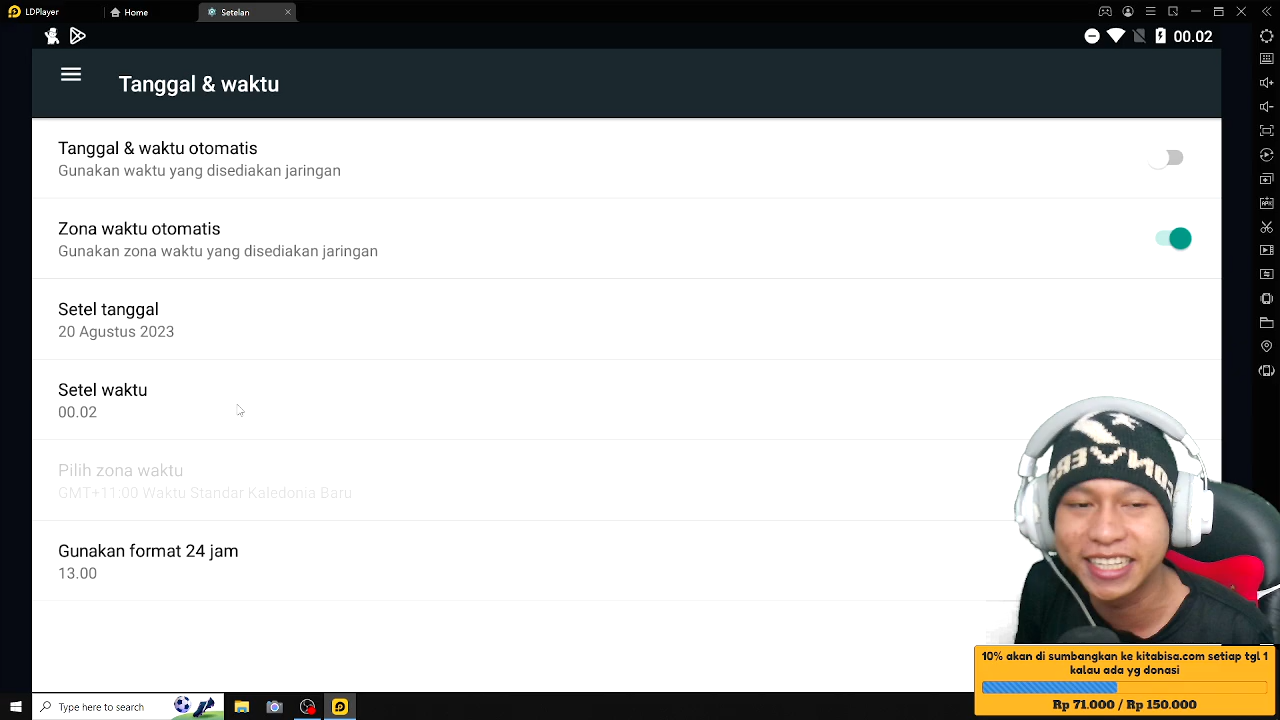 LDPlayer
Home
Setelan
00.02
Tanggal & waktu
Tanggal & waktu otomatis
Gunakan waktu yang disediakan jaringan
Zona waktu otomatis
Gunakan zona waktu yang disediakan jaringan
Setel tanggal
20 Agustus 2023
Setel waktu
00.02
Pilih zona waktu
GMT+11:00 Waktu Standar Kaledonia Baru
Gunakan format 24 jam
13.00
CONVERS
10% akan di sumbangkan ke kitabisa.com setiap tgl 1
kalau ada yg donasi
Rp 71.000 / Rp 150.000
Type here to search